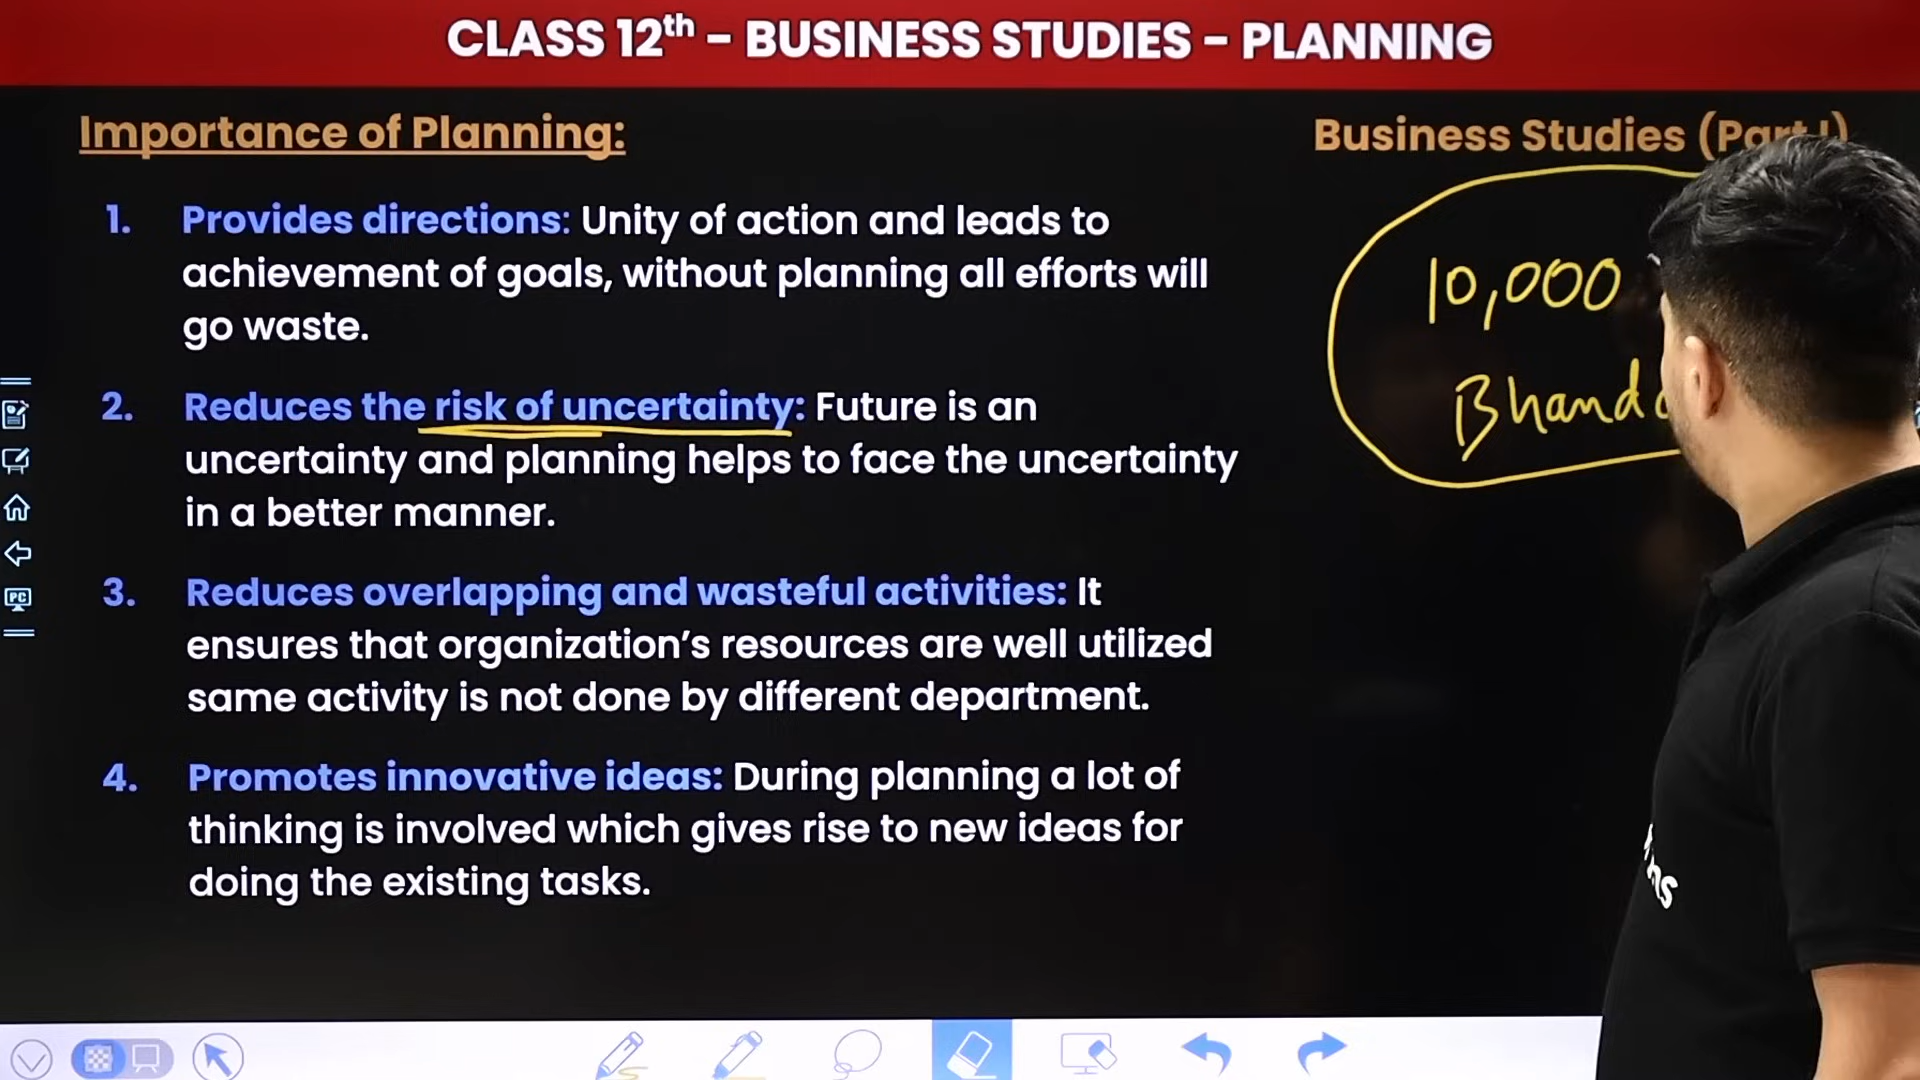 CLASS 12th – BUSINESS STUDIES – PLANNING
Importance of Planning:
Business Studies (Part I)
1. Provides directions: Unity of action and leads to
achievement of goals, without planning all efforts will
go waste.
2. Reduces the risk of uncertainty: Future is an
uncertainty and planning helps to face the uncertainty
in a better manner.
3. Reduces overlapping and wasteful activities: It
ensures that organization’s resources are well utilized
same activity is not done by different department.
4. Promotes innovative ideas: During planning a lot of
thinking is involved which gives rise to new ideas for
doing the existing tasks.
10,000
PC